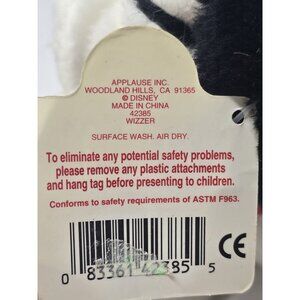 APPLAUSE INC.
WOODLAND HILLS, CA 91365
© DISNEY
MADE IN CHINA
42385
WIZZER
SURFACE WASH. AIR DRY.
To eliminate any potential safety problems,
please remove any plastic attachments
and hang tag before presenting to children.
Conforms to safety requirements of ASTM F963.
CE
0 83361 42385 5